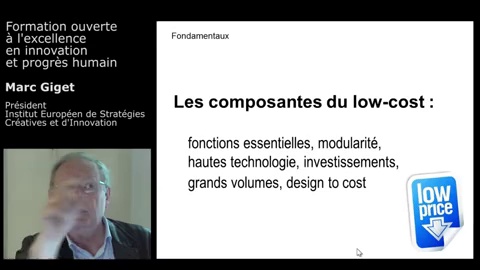 Formation ouverte
à l'excellence
en innovation
et progrès humain
Marc Giget
Président
Institut Européen de Stratégies
Créatives et d'Innovation
Fondamentaux
Les composantes du low-cost :
fonctions essentielles, modularité,
hautes technologie, investissements,
grands volumes, design to cost
low
price